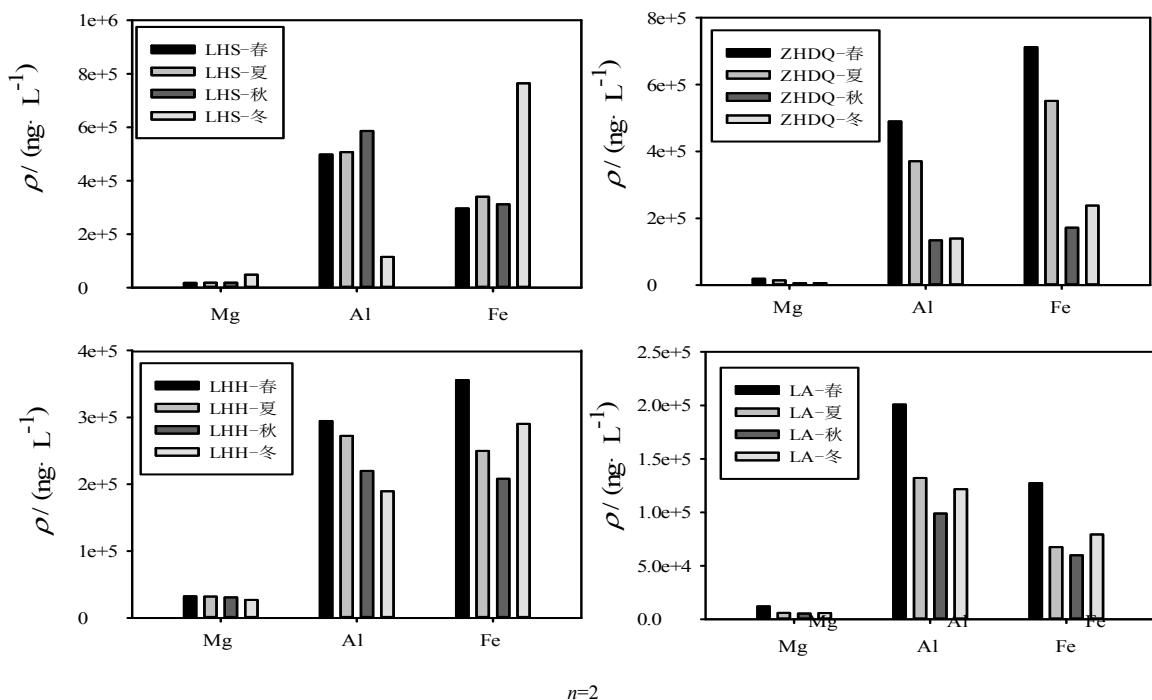 1e+6
8e+5
6e+5
4e+5
2e+5
0
ρ/ (ng· L⁻¹)
LHS-春
LHS-夏
LHS-秋
LHS-冬
Mg Al Fe
8e+5
6e+5
4e+5
2e+5
0
ρ/ (ng· L⁻¹)
ZHDQ-春
ZHDQ-夏
ZHDQ-秋
ZHDQ-冬
Mg Al Fe
4e+5
3e+5
2e+5
1e+5
0
ρ/ (ng· L⁻¹)
LHH-春
LHH-夏
LHH-秋
LHH-冬
Mg Al Fe
2.5e+5
2.0e+5
1.5e+5
1.0e+5
5.0e+4
0.0
ρ/ (ng· L⁻¹)
LA-春
LA-夏
LA-秋
LA-冬
Mg Al Fe
Mg Al Fe
n=2